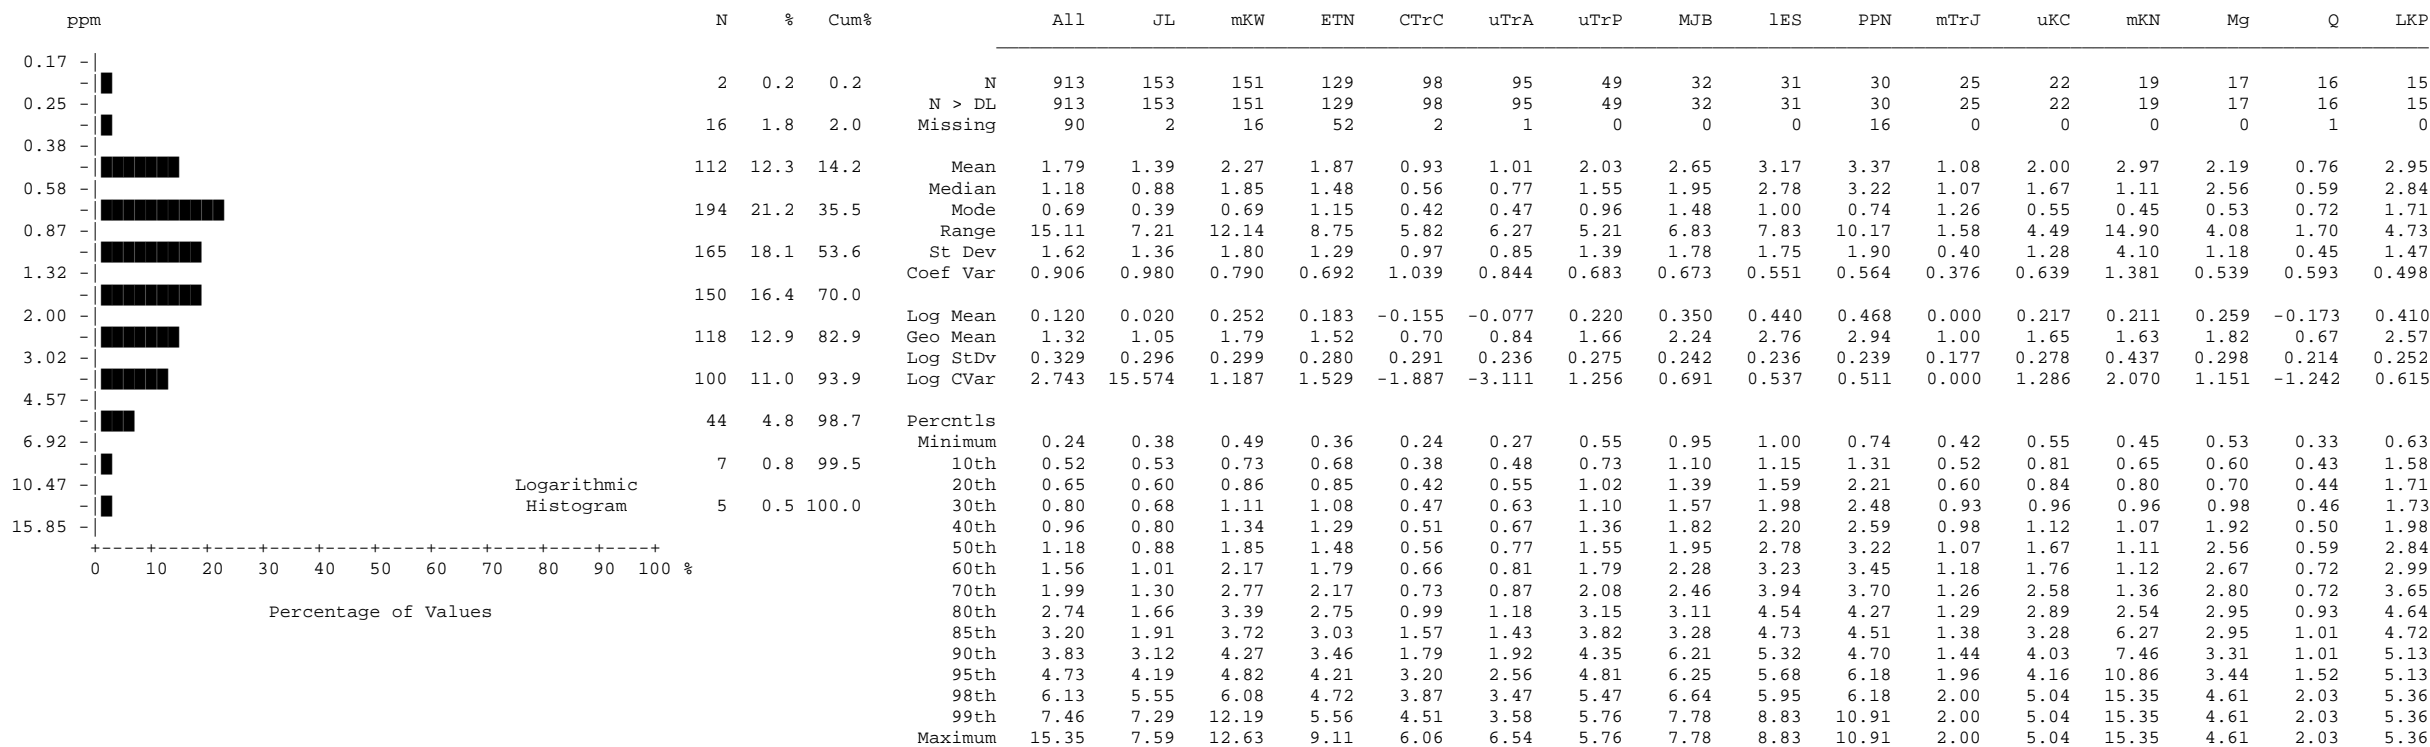 ppm N % Cum% All JL mKW ETN CTrC uTrA uTrP MJB lES PPN mTrJ uKC mKN Mg Q LKP
0.17
2 0.2 0.2 N 913 153 151 129 98 95 49 32 31 30 25 22 19 17 16 15
0.25 N > DL 913 153 151 129 98 95 49 32 31 30 25 22 19 17 16 15
16 1.8 2.0 Missing 90 2 16 52 2 1 0 0 0 16 0 0 0 0 1 0
0.38
112 12.3 14.2 Mean 1.79 1.39 2.27 1.87 0.93 1.01 2.03 2.65 3.17 3.37 1.08 2.00 2.97 2.19 0.76 2.95
0.58 Median 1.18 0.88 1.85 1.48 0.56 0.77 1.55 1.95 2.78 3.22 1.07 1.67 1.11 2.56 0.59 2.84
194 21.2 35.5 Mode 0.69 0.39 0.69 1.15 0.42 0.47 0.96 1.48 1.00 0.74 1.26 0.55 0.45 0.53 0.72 1.71
0.87 Range 15.11 7.21 12.14 8.75 5.82 6.27 5.21 6.83 7.83 10.17 1.58 4.49 14.90 4.08 1.70 4.73
165 18.1 53.6 St Dev 1.62 1.36 1.80 1.29 0.97 0.85 1.39 1.78 1.75 1.90 0.40 1.28 4.10 1.18 0.45 1.47
1.32 Coef Var 0.906 0.980 0.790 0.692 1.039 0.844 0.683 0.673 0.551 0.564 0.376 0.639 1.381 0.539 0.593 0.498
150 16.4 70.0
2.00 Log Mean 0.120 0.020 0.252 0.183 -0.155 -0.077 0.220 0.350 0.440 0.468 0.000 0.217 0.211 0.259 -0.173 0.410
118 12.9 82.9 Geo Mean 1.32 1.05 1.79 1.52 0.70 0.84 1.66 2.24 2.76 2.94 1.00 1.65 1.63 1.82 0.67 2.57
3.02 Log StDv 0.329 0.296 0.299 0.280 0.291 0.236 0.275 0.242 0.236 0.239 0.177 0.278 0.437 0.298 0.214 0.252
100 11.0 93.9 Log CVar 2.743 15.574 1.187 1.529 -1.887 -3.111 1.256 0.691 0.537 0.511 0.000 1.286 2.070 1.151 -1.242 0.615
4.57
44 4.8 98.7 Percntls
6.92 Minimum 0.24 0.38 0.49 0.36 0.24 0.27 0.55 0.95 1.00 0.74 0.42 0.55 0.45 0.53 0.33 0.63
7 0.8 99.5 10th 0.52 0.53 0.73 0.68 0.38 0.48 0.73 1.10 1.15 1.31 0.52 0.81 0.65 0.60 0.43 1.58
10.47 Logarithmic 20th 0.65 0.60 0.86 0.85 0.42 0.55 1.02 1.39 1.59 2.21 0.60 0.84 0.80 0.70 0.44 1.71
Histogram 5 0.5 100.0 30th 0.80 0.68 1.11 1.08 0.47 0.63 1.10 1.57 1.98 2.48 0.93 0.96 0.96 0.98 0.46 1.73
15.85 40th 0.96 0.80 1.34 1.29 0.51 0.67 1.36 1.82 2.20 2.59 0.98 1.12 1.07 1.92 0.50 1.98
50th 1.18 0.88 1.85 1.48 0.56 0.77 1.55 1.95 2.78 3.22 1.07 1.67 1.11 2.56 0.59 2.84
0 10 20 30 40 50 60 70 80 90 100 % 60th 1.56 1.01 2.17 1.79 0.66 0.81 1.79 2.28 3.23 3.45 1.18 1.76 1.12 2.67 0.72 2.99
70th 1.99 1.30 2.77 2.17 0.73 0.87 2.08 2.46 3.94 3.70 1.26 2.58 1.36 2.80 0.72 3.65
Percentage of Values 80th 2.74 1.66 3.39 2.75 0.99 1.18 3.15 3.11 4.54 4.27 1.29 2.89 2.54 2.95 0.93 4.64
85th 3.20 1.91 3.72 3.03 1.57 1.43 3.82 3.28 4.73 4.51 1.38 3.28 6.27 2.95 1.01 4.72
90th 3.83 3.12 4.27 3.46 1.79 1.92 4.35 6.21 5.32 4.70 1.44 4.03 7.46 3.31 1.01 5.13
95th 4.73 4.19 4.82 4.21 3.20 2.56 4.81 6.25 5.68 6.18 1.96 4.16 10.86 3.44 1.52 5.13
98th 6.13 5.55 6.08 4.72 3.87 3.47 5.47 6.64 5.95 6.18 2.00 5.04 15.35 4.61 2.03 5.36
99th 7.46 7.29 12.19 5.56 4.51 3.58 5.76 7.78 8.83 10.91 2.00 5.04 15.35 4.61 2.03 5.36
Maximum 15.35 7.59 12.63 9.11 6.06 6.54 5.76 7.78 8.83 10.91 2.00 5.04 15.35 4.61 2.03 5.36